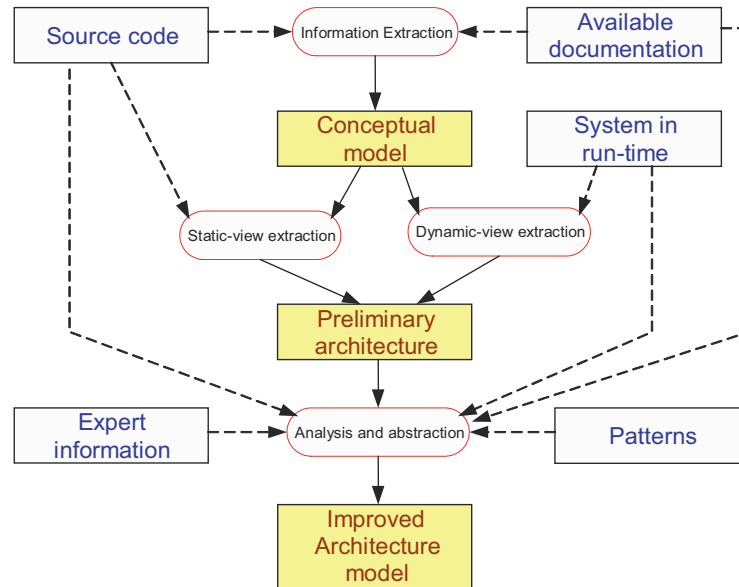 Source code
Information Extraction
Available
documentation
Conceptual
model
System in
run-time
Static-view extraction
Dynamic-view extraction
Preliminary
architecture
Expert
information
Analysis and abstraction
Patterns
Improved
Architecture
model